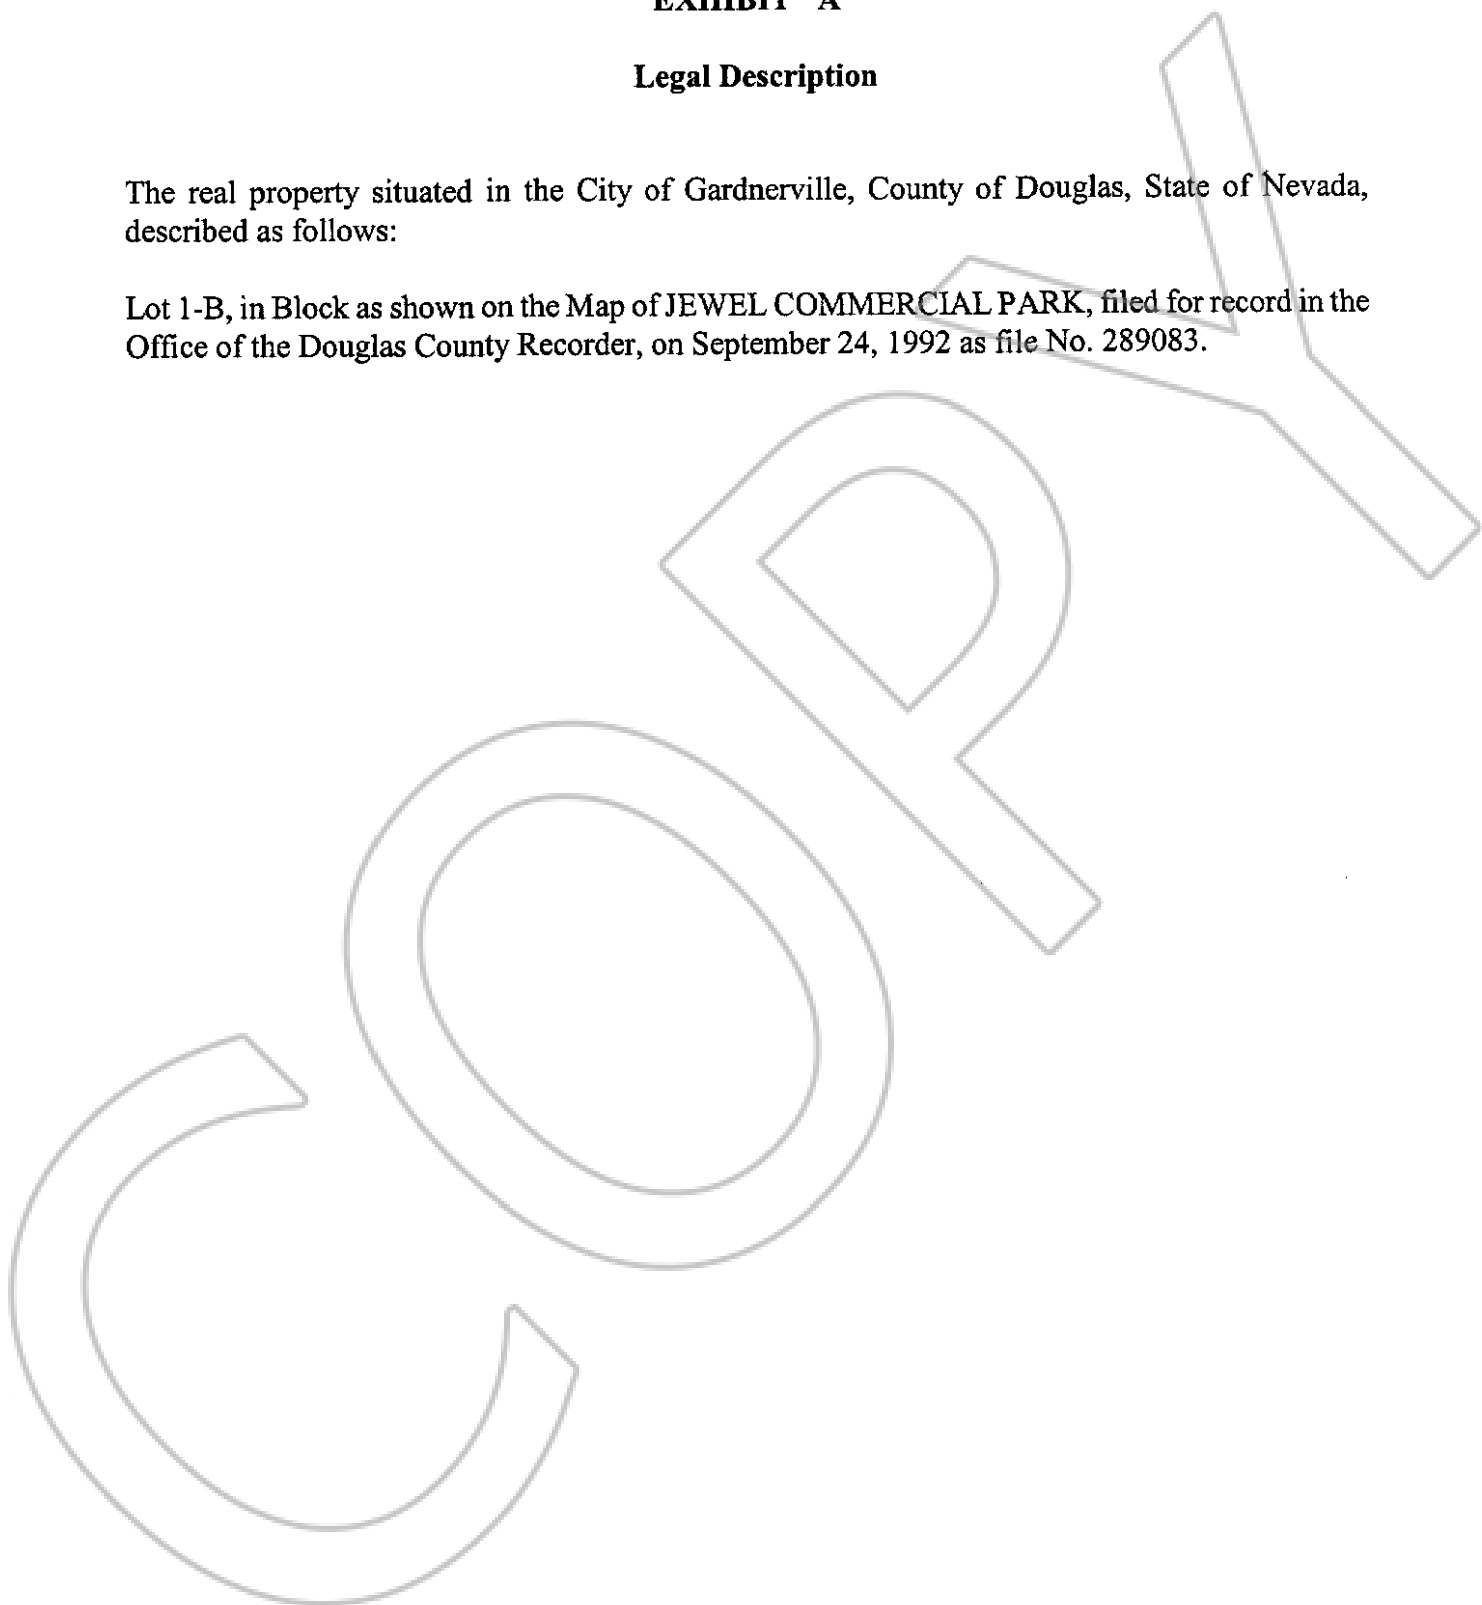 EXHIBIT A
Legal Description
The real property situated in the City of Gardnerville, County of Douglas, State of Nevada,
described as follows:
Lot 1-B, in Block as shown on the Map of JEWEL COMMERCIAL PARK, filed for record in the
Office of the Douglas County Recorder, on September 24, 1992 as file No. 289083.
COPY